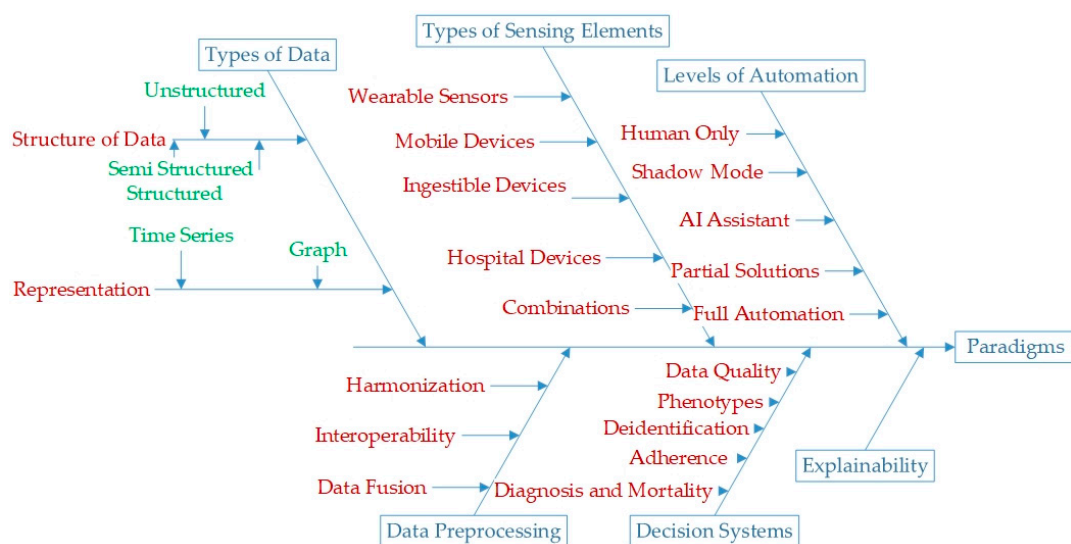 Types of Data
Types of Sensing Elements
Levels of Automation
Unstructured
Structure of Data
Semi Structured
Structured
Time Series
Graph
Representation
Wearable Sensors
Mobile Devices
Ingestible Devices
Hospital Devices
Combinations
Human Only
Shadow Mode
AI Assistant
Partial Solutions
Full Automation
Paradigms
Harmonization
Interoperability
Data Fusion
Data Preprocessing
Data Quality
Phenotypes
Deidentification
Adherence
Diagnosis and Mortality
Decision Systems
Explainability